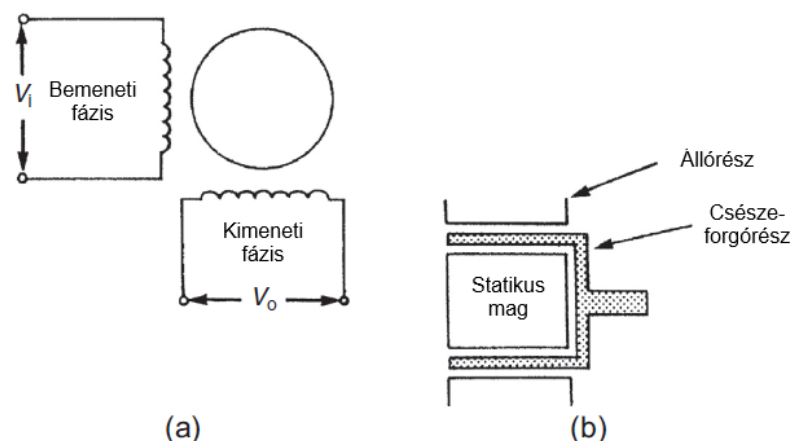 Bemeneti
fázis
Vi
Kimeneti
fázis
Vo
(a)
Állórész
Csésze-
forgórész
Statikus
mag
(b)